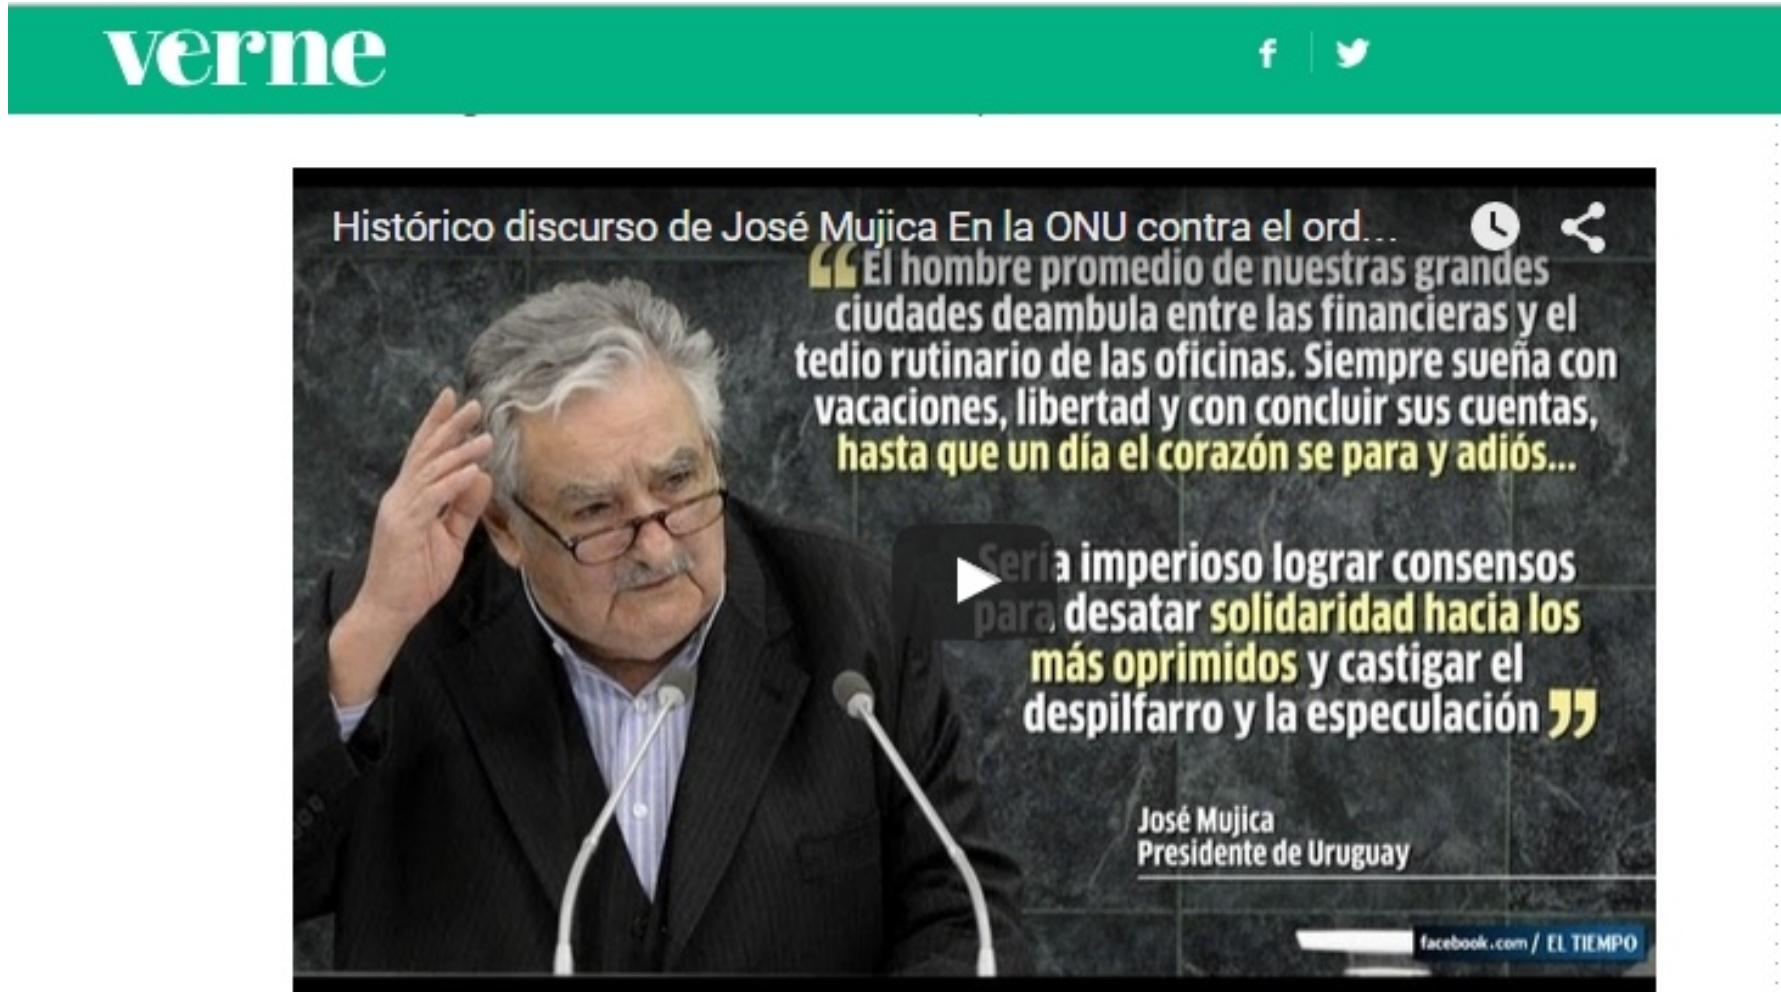 verne
f
Histórico discurso de José Mujica En la ONU contra el ord...
“El hombre promedio de nuestras grandes
ciudades deambula entre las financieras y el
tedio rutinario de las oficinas. Siempre sueña con
vacaciones, libertad y con concluir sus cuentas,
hasta que un día el corazón se para y adiós...
Sería imperioso lograr consensos
para desatar solidaridad hacia los
más oprimidos y castigar el
despilfarro y la especulación”
José Mujica
Presidente de Uruguay
facebook.com / EL TIEMPO